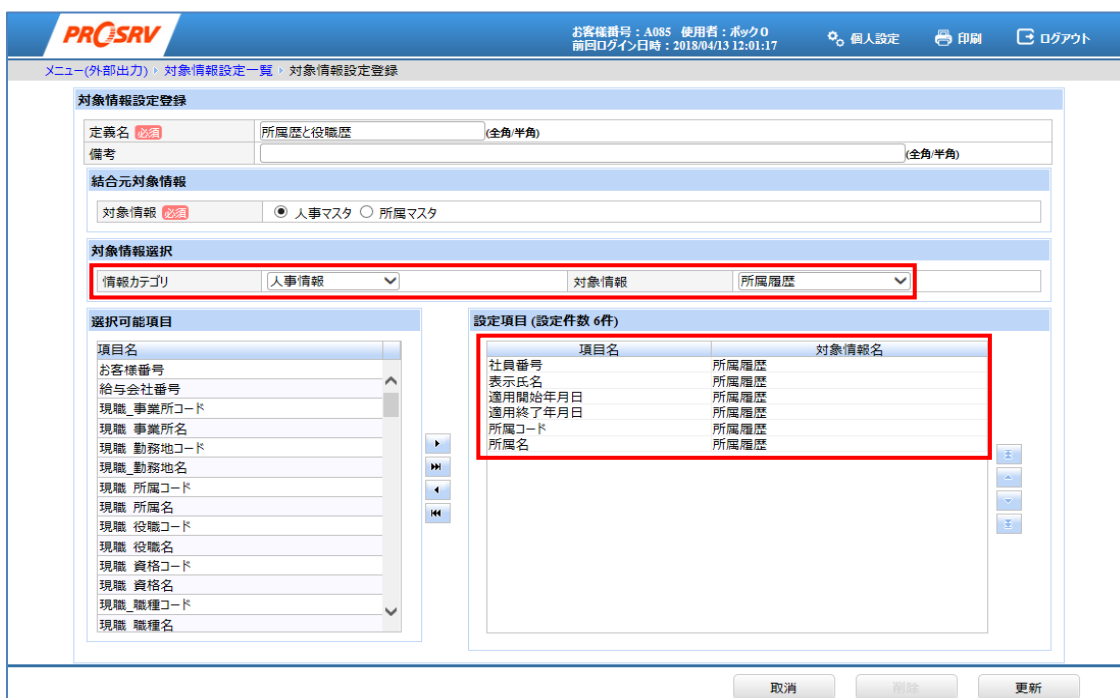 PROSRV
お客様番号：A085 使用者：ボック0
前回ログイン日時：2018/04/13 12:01:17
個人設定
印刷
ログアウト
メニュー(外部出力) › 対象情報設定一覧 › 対象情報設定登録
対象情報設定登録
定義名 必須 所属歴と役職歴 (全角/半角)
備考 (全角/半角)
結合元対象情報
対象情報 必須 人事マスタ 所属マスタ
対象情報選択
情報カテゴリ 人事情報 対象情報 所属履歴
選択可能項目
項目名
お客様番号
給与会社番号
現職_事業所コード
現職_事業所名
現職_勤務地コード
現職_勤務地名
現職_所属コード
現職_所属名
現職_役職コード
現職_役職名
現職_資格コード
現職_資格名
現職_職種コード
現職_職種名
設定項目 (設定件数 6件)
項目名 対象情報名
社員番号 所属履歴
表示氏名 所属履歴
適用開始年月日 所属履歴
適用終了年月日 所属履歴
所属コード 所属履歴
所属名 所属履歴
取消 削除 更新